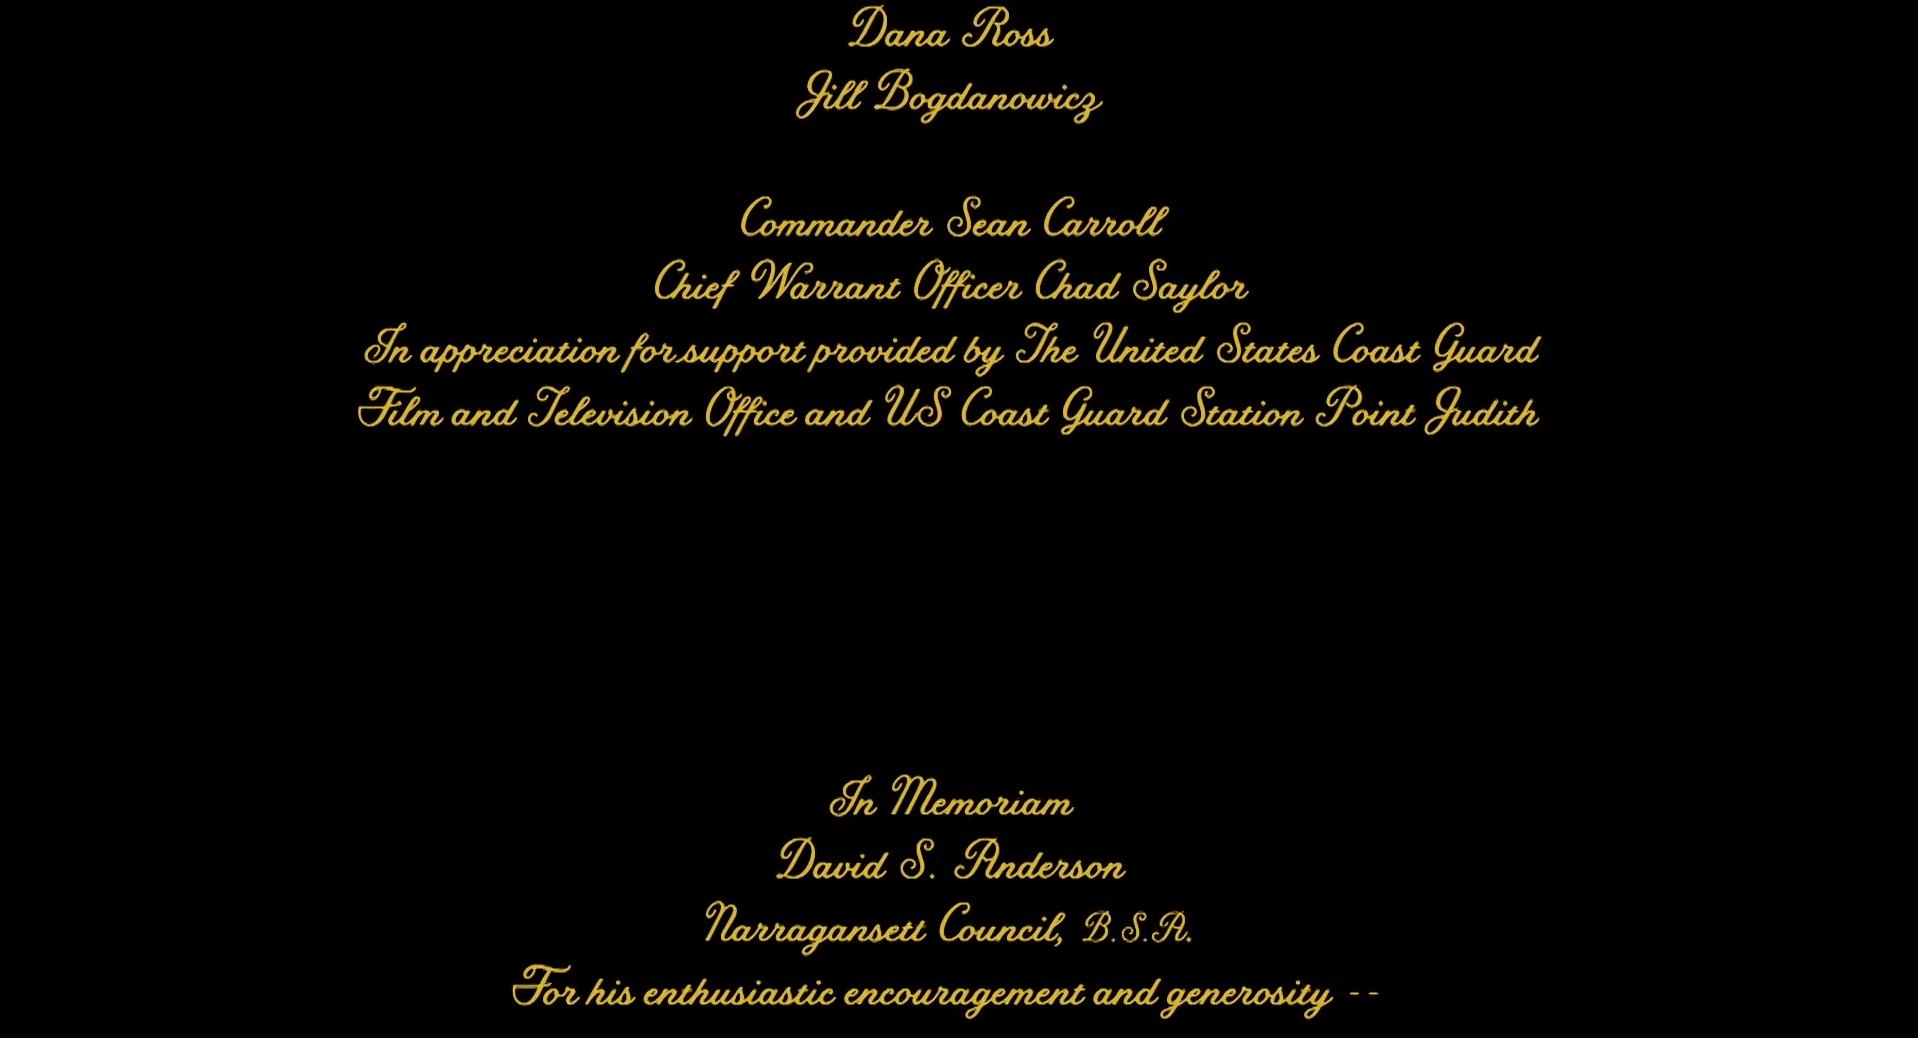 Dana Ross
Jill Bogdanowicz
Commander Sean Carroll
Chief Warrant Officer Chad Saylor
In appreciation for support provided by The United States Coast Guard
Film and Television Office and US Coast Guard Station Point Judith
In Memoriam
David S. Anderson
Narragansett Council, B.S.A.
For his enthusiastic encouragement and generosity --